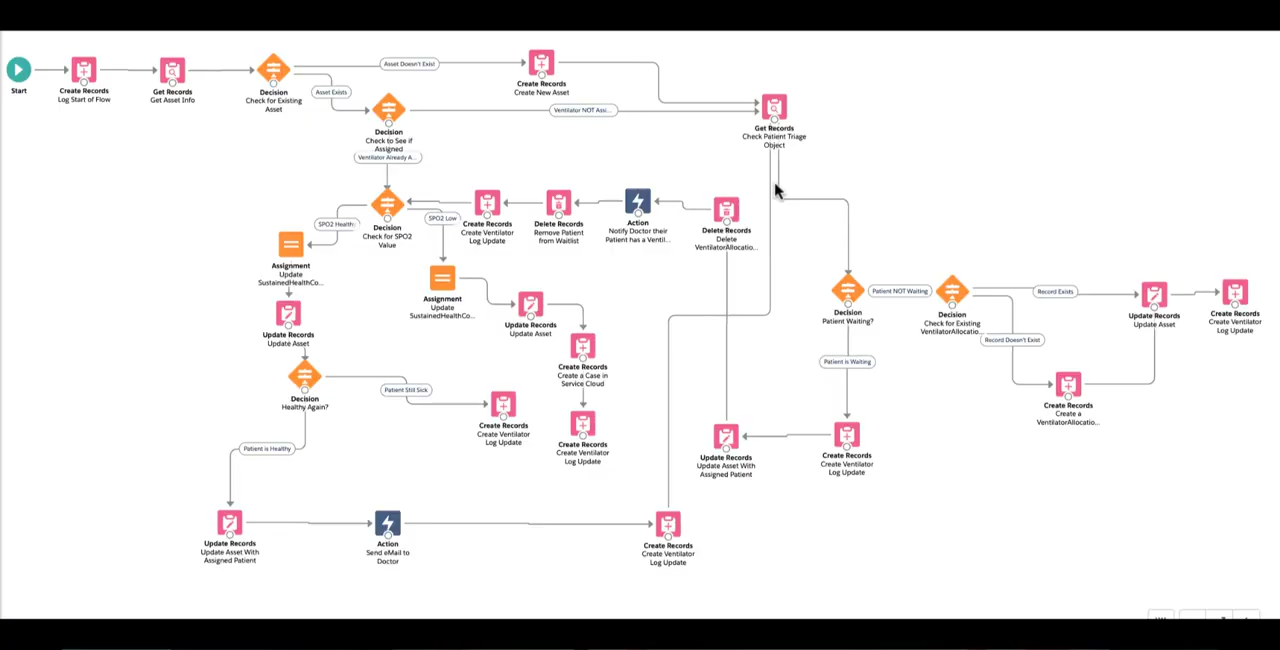 Start
Create Records
Log Start of Flow
Get Records
Get Asset Info
Decision
Check for Existing
Asset
Asset Doesn't Exist
Asset Exists
Create Records
Create New Asset
Decision
Check to See if
Assigned
Ventilator NOT Assi...
Ventilator Already A...
Get Records
Check Patient Triage
Object
Decision
Check for SPO2
Value
SPO2 Health
SPO2 Low
Create Records
Create Ventilator
Log Update
Delete Records
Remove Patient
from Waitlist
Action
Notify Doctor their
Patient has a Ventil...
Delete Records
Delete
VentilatorAllocatio...
Assignment
Update
SustainedHealthCo...
Assignment
Update
SustainedHealthCo...
Update Records
Update Asset
Update Records
Update Asset
Create Records
Create a Case in
Service Cloud
Create Records
Create Ventilator
Log Update
Decision
Healthy Again?
Patient Still Sick
Create Records
Create Ventilator
Log Update
Patient is Healthy
Update Records
Update Asset With
Assigned Patient
Action
Send eMail to
Doctor
Create Records
Create Ventilator
Log Update
Decision
Patient Waiting?
Patient NOT Waiting
Patient is Waiting
Create Records
Create Ventilator
Log Update
Update Records
Update Asset With
Assigned Patient
Decision
Check for Existing
VentilatorAllocatio...
Record Exists
Record Doesn't Exist
Create Records
Create a
VentilatorAllocatio...
Update Records
Update Asset
Create Records
Create Ventilator
Log Update